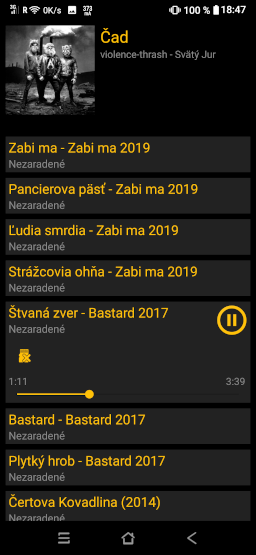 3G R 0K/s 373 mA 100 % 18:47
Čad
violence-thrash - Svätý Jur
Zabi ma - Zabi ma 2019
Nezaradené
Pancierova päsť - Zabi ma 2019
Nezaradené
Ľudia smrdia - Zabi ma 2019
Nezaradené
Strážcovia ohňa - Zabi ma 2019
Nezaradené
Štvaná zver - Bastard 2017
Nezaradené
1:11 3:39
Bastard - Bastard 2017
Nezaradené
Plytký hrob - Bastard 2017
Nezaradené
Čertova Kovadlina (2014)
Nezaradené